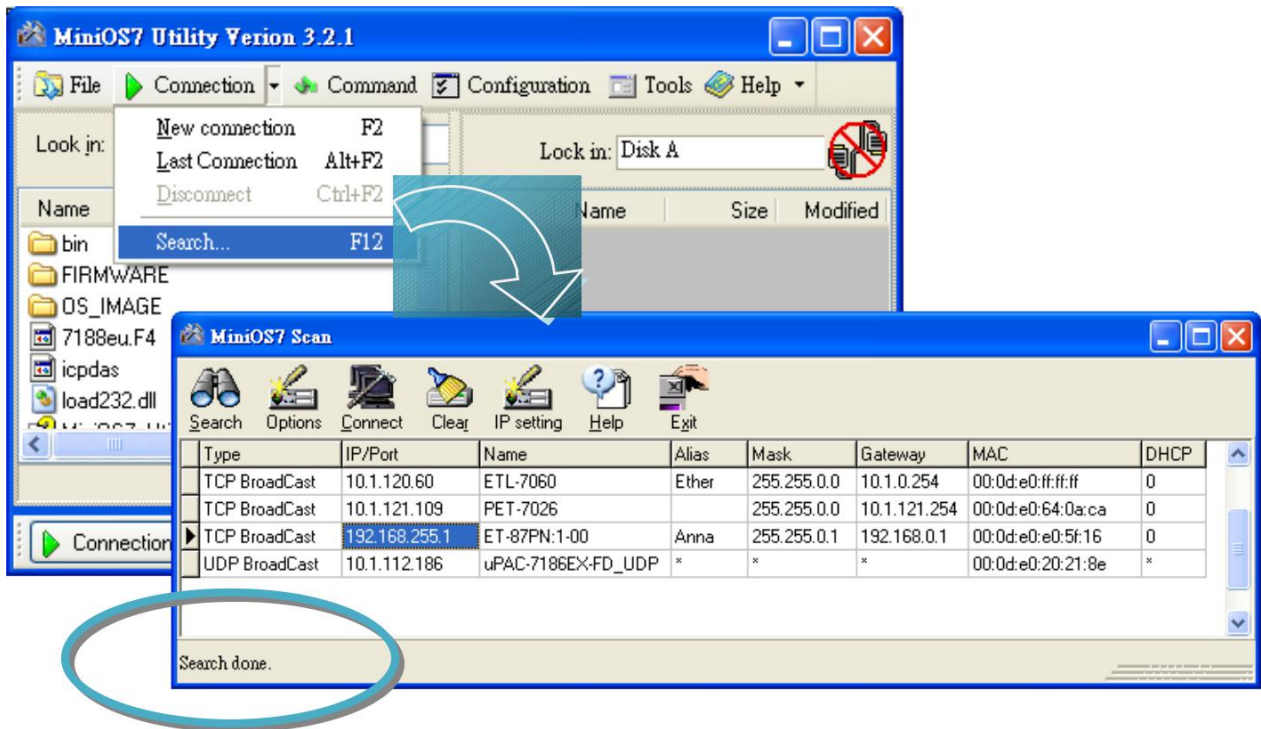 MiniOS7 Utility Verion 3.2.1
File Connection Command Configuration Tools Help
New connection F2
Last Connection Alt+F2
Disconnect Ctrl+F2
Search... F12
Look in:
Lock in: Disk A
Name
Name Size Modified
bin
FIRMWARE
OS_IMAGE
7188eu.F4
icpdas
load232.dll
Connection
MiniOS7 Scan
Search Options Connect Clear IP setting Help Exit
Type IP/Port Name Alias Mask Gateway MAC DHCP
TCP BroadCast 10.1.120.60 ETL-7060 Ether 255.255.0.0 10.1.0.254 00:0d:e0:ff:ff:ff 0
TCP BroadCast 10.1.121.109 PET-7026 255.255.0.0 10.1.121.254 00:0d:e0:64:0a:ca 0
TCP BroadCast 192.168.255.1 ET-87PN:1-00 Anna 255.255.0.1 192.168.0.1 00:0d:e0:e0:5f:16 0
UDP BroadCast 10.1.112.186 uPAC-7186EX-FD_UDP * * * 00:0d:e0:20:21:8e *
Search done.